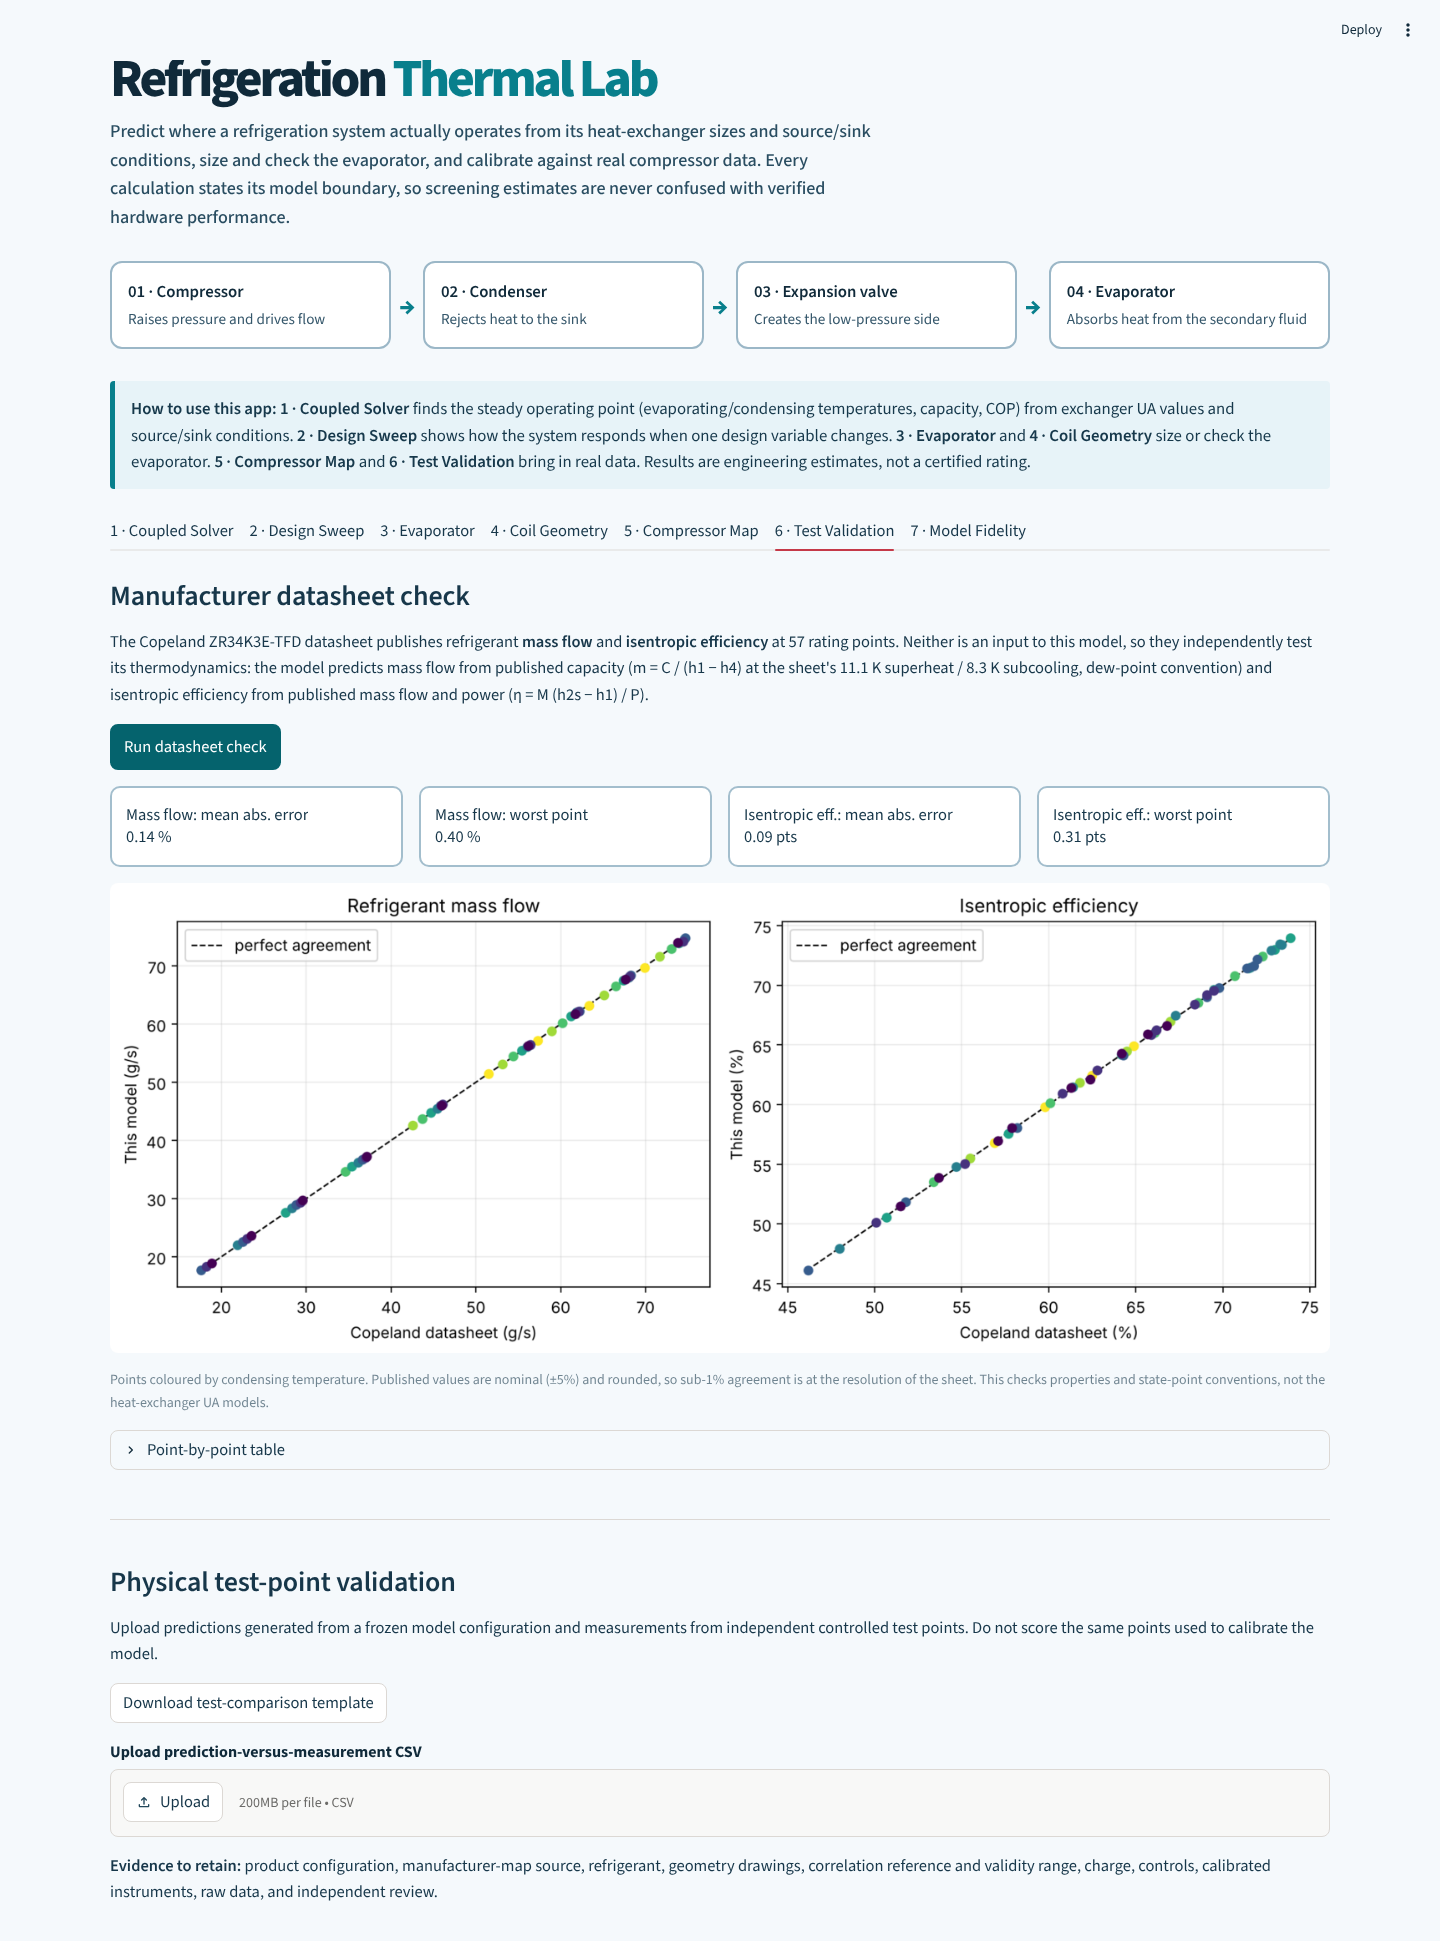 Deploy
Refrigeration Thermal Lab
Predict where a refrigeration system actually operates from its heat-exchanger sizes and source/sink
conditions, size and check the evaporator, and calibrate against real compressor data. Every
calculation states its model boundary, so screening estimates are never confused with verified
hardware performance.
01 · Compressor
Raises pressure and drives flow
→
02 · Condenser
Rejects heat to the sink
→
03 · Expansion valve
Creates the low-pressure side
→
04 · Evaporator
Absorbs heat from the secondary fluid
How to use this app: 1 · Coupled Solver finds the steady operating point (evaporating/condensing temperatures, capacity, COP) from exchanger UA values and
source/sink conditions. 2 · Design Sweep shows how the system responds when one design variable changes. 3 · Evaporator and 4 · Coil Geometry size or check the
evaporator. 5 · Compressor Map and 6 · Test Validation bring in real data. Results are engineering estimates, not a certified rating.
1 · Coupled Solver 2 · Design Sweep 3 · Evaporator 4 · Coil Geometry 5 · Compressor Map 6 · Test Validation 7 · Model Fidelity
Manufacturer datasheet check
The Copeland ZR34K3E-TFD datasheet publishes refrigerant mass flow and isentropic efficiency at 57 rating points. Neither is an input to this model, so they independently test
its thermodynamics: the model predicts mass flow from published capacity (m = C / (h1 − h4) at the sheet's 11.1 K superheat / 8.3 K subcooling, dew-point convention) and
isentropic efficiency from published mass flow and power (η = M (h2s − h1) / P).
Run datasheet check
Mass flow: mean abs. error
0.14 %
Mass flow: worst point
0.40 %
Isentropic eff.: mean abs. error
0.09 pts
Isentropic eff.: worst point
0.31 pts
Refrigerant mass flow
perfect agreement
70
60
50
40
30
20
This model (g/s)
20 30 40 50 60 70
Copeland datasheet (g/s)
Isentropic efficiency
perfect agreement
75
70
65
60
55
50
45
This model (%)
45 50 55 60 65 70 75
Copeland datasheet (%)
Points coloured by condensing temperature. Published values are nominal (±5%) and rounded, so sub-1% agreement is at the resolution of the sheet. This checks properties and state-point conventions, not the
heat-exchanger UA models.
Point-by-point table
Physical test-point validation
Upload predictions generated from a frozen model configuration and measurements from independent controlled test points. Do not score the same points used to calibrate the
model.
Download test-comparison template
Upload prediction-versus-measurement CSV
Upload
200MB per file • CSV
Evidence to retain: product configuration, manufacturer-map source, refrigerant, geometry drawings, correlation reference and validity range, charge, controls, calibrated
instruments, raw data, and independent review.